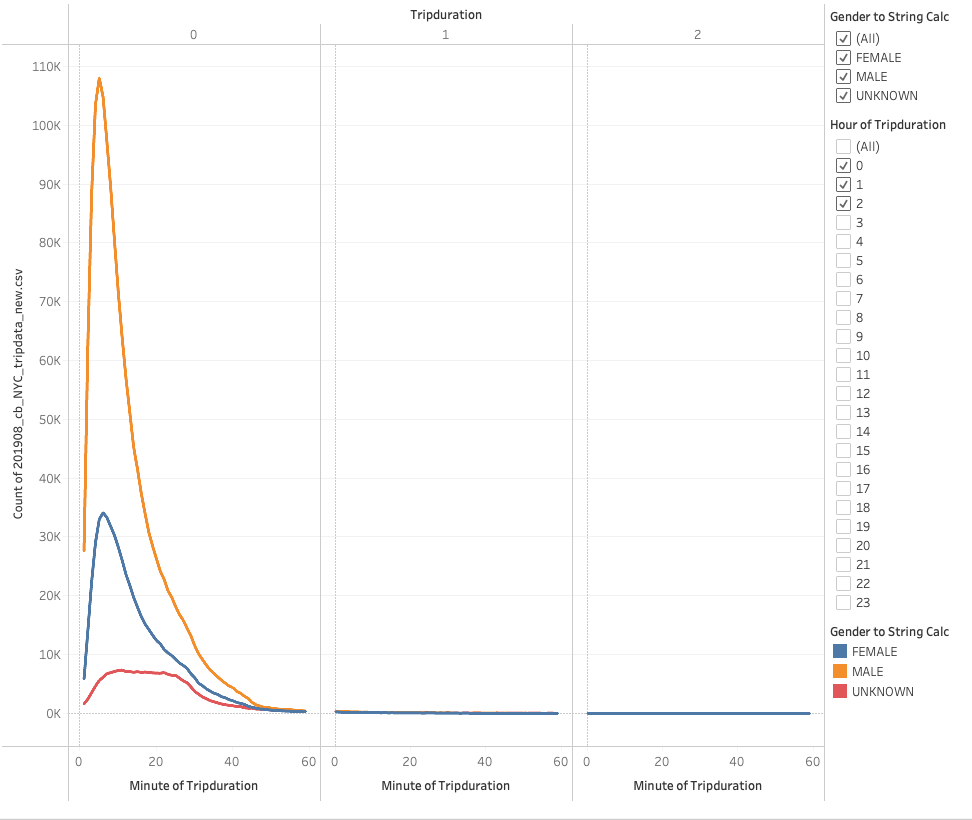 Tripduration
0 1 2
110K
100K
90K
80K
70K
60K
50K
40K
30K
20K
10K
0K
Count of 201908_cb_NYC_tripdata_new.csv
0 20 40 60 0 20 40 60 0 20 40 60
Minute of Tripduration Minute of Tripduration Minute of Tripduration
Gender to String Calc
(All)
FEMALE
MALE
UNKNOWN
Hour of Tripduration
(All)
0
1
2
3
4
5
6
7
8
9
10
11
12
13
14
15
16
17
18
19
20
21
22
23
Gender to String Calc
FEMALE
MALE
UNKNOWN